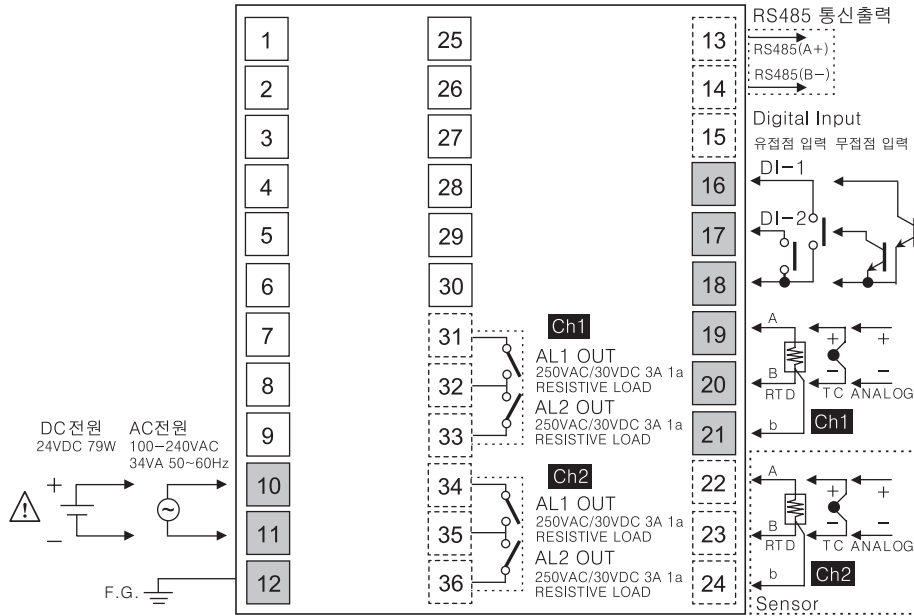 RS485 통신출력
1
25
13
RS485(A+)
2
26
14
RS485(B−)
3
27
15
Digital Input
유접점 입력 무접점 입력
4
28
16
DI−1
5
29
17
DI−2
6
30
18
7
31
Ch1
AL1 OUT
250VAC/30VDC 3A 1a
RESISTIVE LOAD
19
A
+
−
+
−
8
32
20
B
RTD
TC
ANALOG
AL2 OUT
250VAC/30VDC 3A 1a
RESISTIVE LOAD
9
33
21
b
Ch1
DC전원
24VDC 79W
AC전원
100−240VAC
34VA 50~60Hz
+
−
10
34
Ch2
AL1 OUT
250VAC/30VDC 3A 1a
RESISTIVE LOAD
22
A
+
−
+
−
11
35
23
B
RTD
TC
ANALOG
AL2 OUT
250VAC/30VDC 3A 1a
RESISTIVE LOAD
F.G.
12
36
24
b
Ch2
Sensor